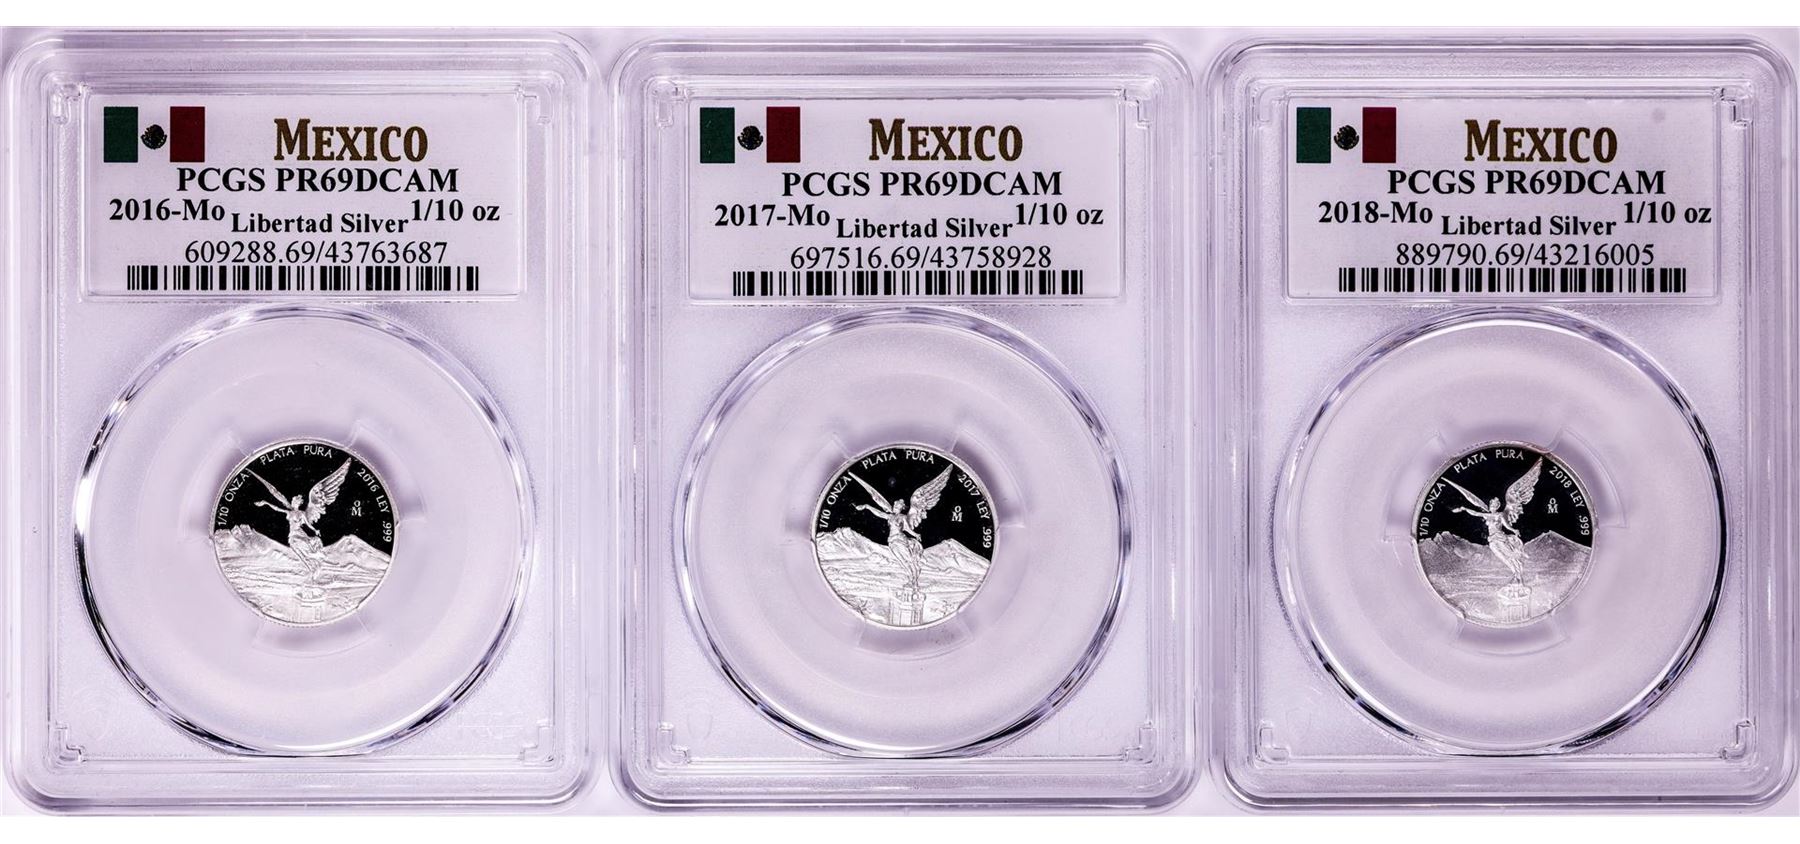 MEXICO
PCGS PR69DCAM
2016-Mo Libertad Silver 1/10 oz
609288.69/43763687
1/10 ONZA PLATA PURA 2016 LEY .999
Mo
MEXICO
PCGS PR69DCAM
2017-Mo Libertad Silver 1/10 oz
697516.69/43758928
1/10 ONZA PLATA PURA 2017 LEY .999
Mo
MEXICO
PCGS PR69DCAM
2018-Mo Libertad Silver 1/10 oz
889790.69/43216005
1/10 ONZA PLATA PURA 2018 LEY .999
Mo